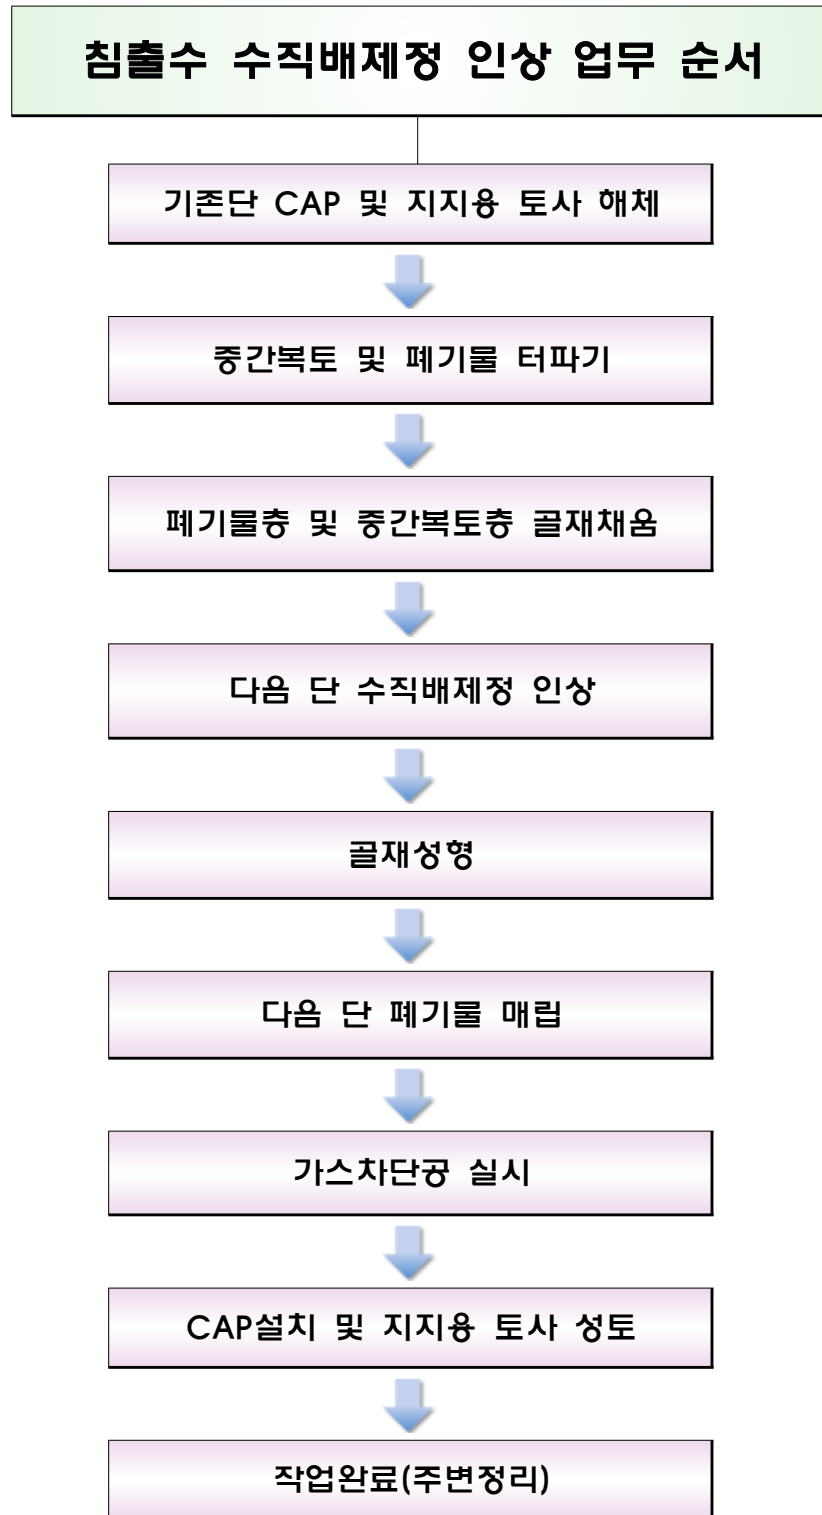 침출수 수직배제정 인상 업무 순서
기존단 CAP 및 지지용 토사 해체
중간복토 및 폐기물 터파기
폐기물층 및 중간복토층 골재채움
다음 단 수직배제정 인상
골재성형
다음 단 폐기물 매립
가스차단공 실시
CAP설치 및 지지용 토사 성토
작업완료(주변정리)